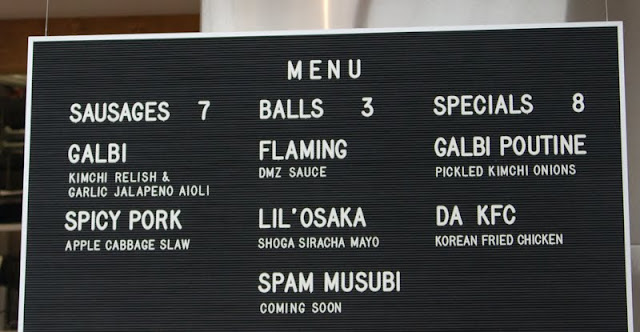 MENU
SAUSAGES 7
GALBI
KIMCHI RELISH &
GARLIC JALAPENO AIOLI
SPICY PORK
APPLE CABBAGE SLAW
BALLS 3
FLAMING
DMZ SAUCE
LIL'OSAKA
SHOGA SIRACHA MAYO
SPAM MUSUBI
COMING SOON
SPECIALS 8
GALBI POUTINE
PICKLED KIMCHI ONIONS
DA KFC
KOREAN FRIED CHICKEN